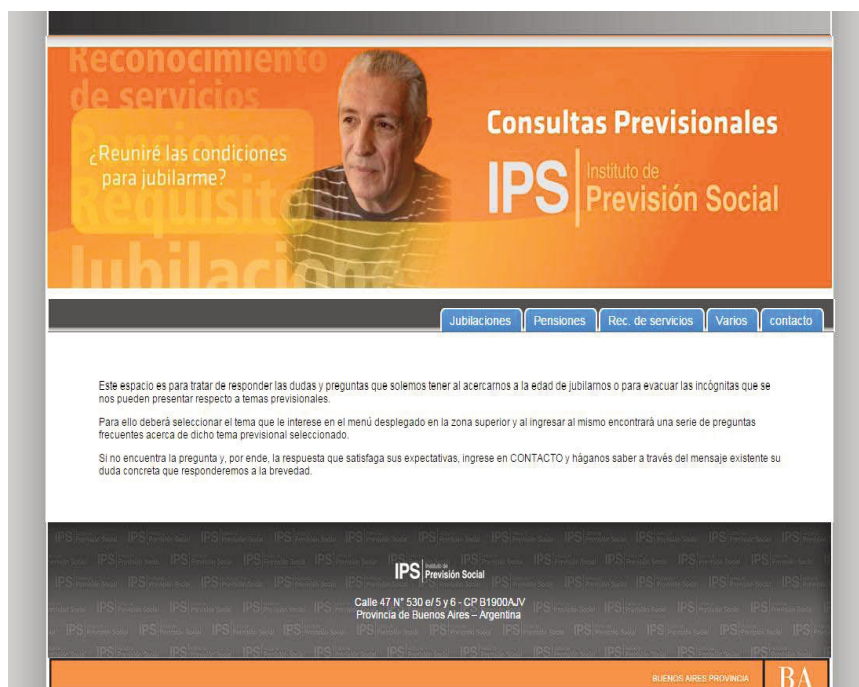 Reconocimiento
de servicios
Pensiones
¿Reuniré las condiciones
para jubilarme?
Requisitos
Jubilaciones
Consultas Previsionales
IPS
Instituto de
Previsión Social
Jubilaciones
Pensiones
Rec. de servicios
Varios
contacto
Este espacio es para tratar de responder las dudas y preguntas que solemos tener al acercarnos a la edad de jubilarnos o para evacuar las incógnitas que se
nos pueden presentar respecto a temas previsionales.
Para ello deberá seleccionar el tema que le interese en el menú desplegado en la zona superior y al ingresar al mismo encontrará una serie de preguntas
frecuentes acerca de dicho tema previsional seleccionado.
Si no encuentra la pregunta y, por ende, la respuesta que satisfaga sus expectativas, ingrese en CONTACTO y háganos saber a través del mensaje existente su
duda concreta que responderemos a la brevedad.
IPS
Instituto de
Previsión Social
Calle 47 N° 530 e/ 5 y 6 - CP B1900AJV
Provincia de Buenos Aires – Argentina
BUENOS AIRES PROVINCIA
BA